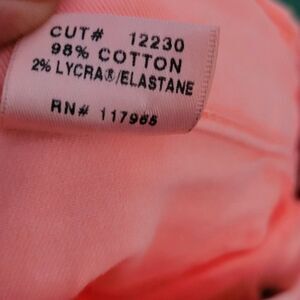 CUT# 12230
98% COTTON
2% LYCRA®/ELASTANE
RN# 117965